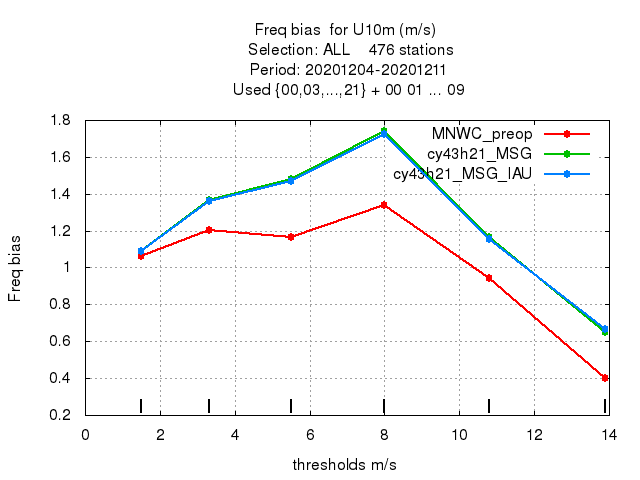 Freq bias  for U10m (m/s)
Selection: ALL    476 stations
Period: 20201204-20201211
Used {00,03,...,21} + 00 01 ... 09
MNWC_preop
cy43h21_MSG
cy43h21_MSG_IAU
Freq bias
1.8
1.6
1.4
1.2
1
0.8
0.6
0.4
0.2
0 2 4 6 8 10 12 14
thresholds m/s